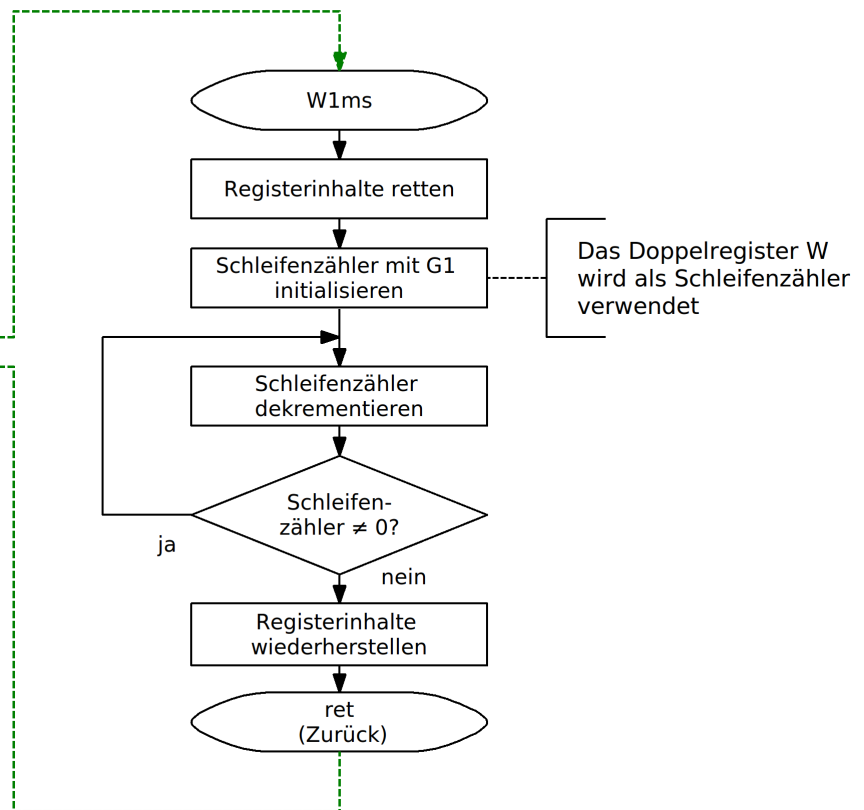 W1ms
Registerinhalte retten
Schleifenzähler mit G1
initialisieren
Das Doppelregister W
wird als Schleifenzähler
verwendet
Schleifenzähler
dekrementieren
Schleifen-
zähler ≠ 0?
ja
nein
Registerinhalte
wiederherstellen
ret
(Zurück)